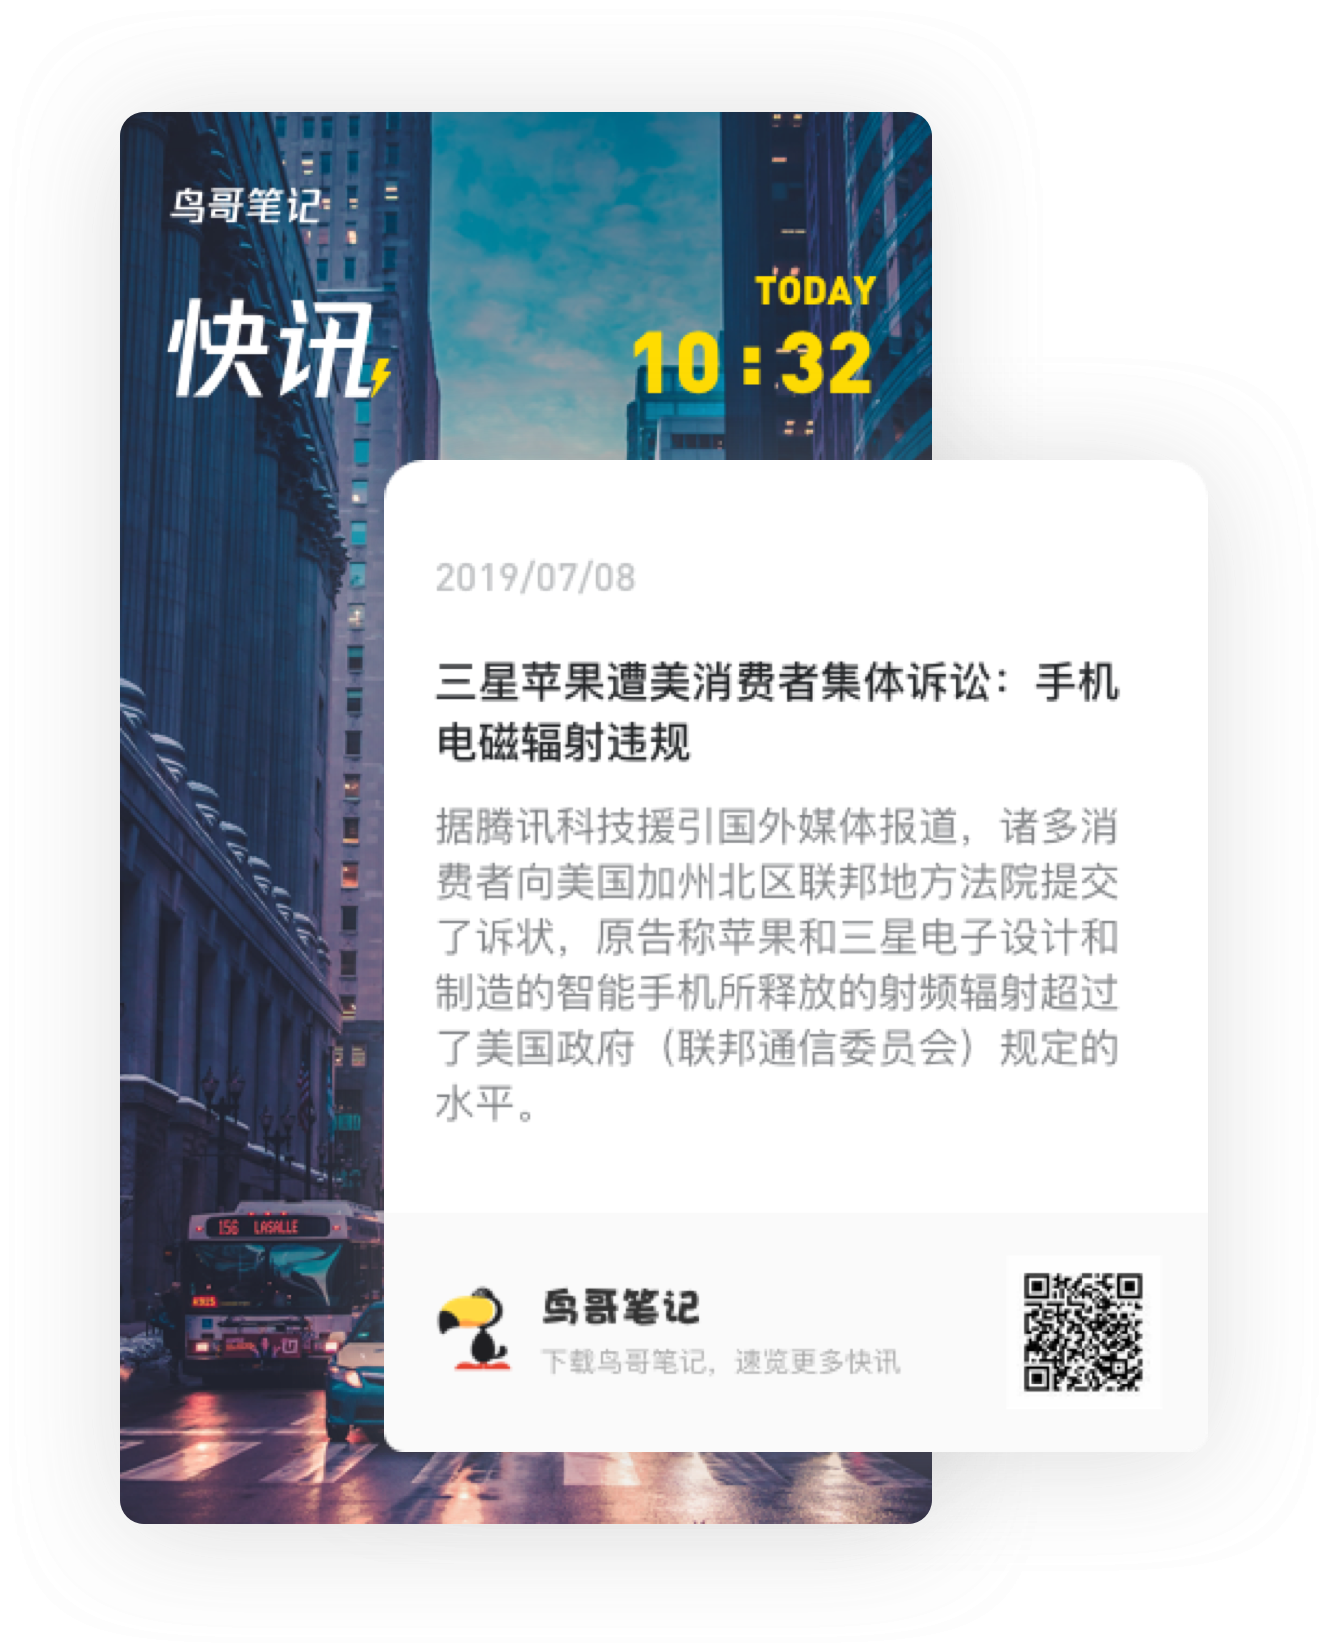 鸟哥笔记
快讯
TODAY
10:32
2019/07/08
三星苹果遭美消费者集体诉讼：手机
电磁辐射违规
据腾讯科技援引国外媒体报道，诸多消
费者向美国加州北区联邦地方法院提交
了诉状，原告称苹果和三星电子设计和
制造的智能手机所释放的射频辐射超过
了美国政府（联邦通信委员会）规定的
水平。
156 LASALLE
鸟哥笔记
下载鸟哥笔记，速览更多快讯